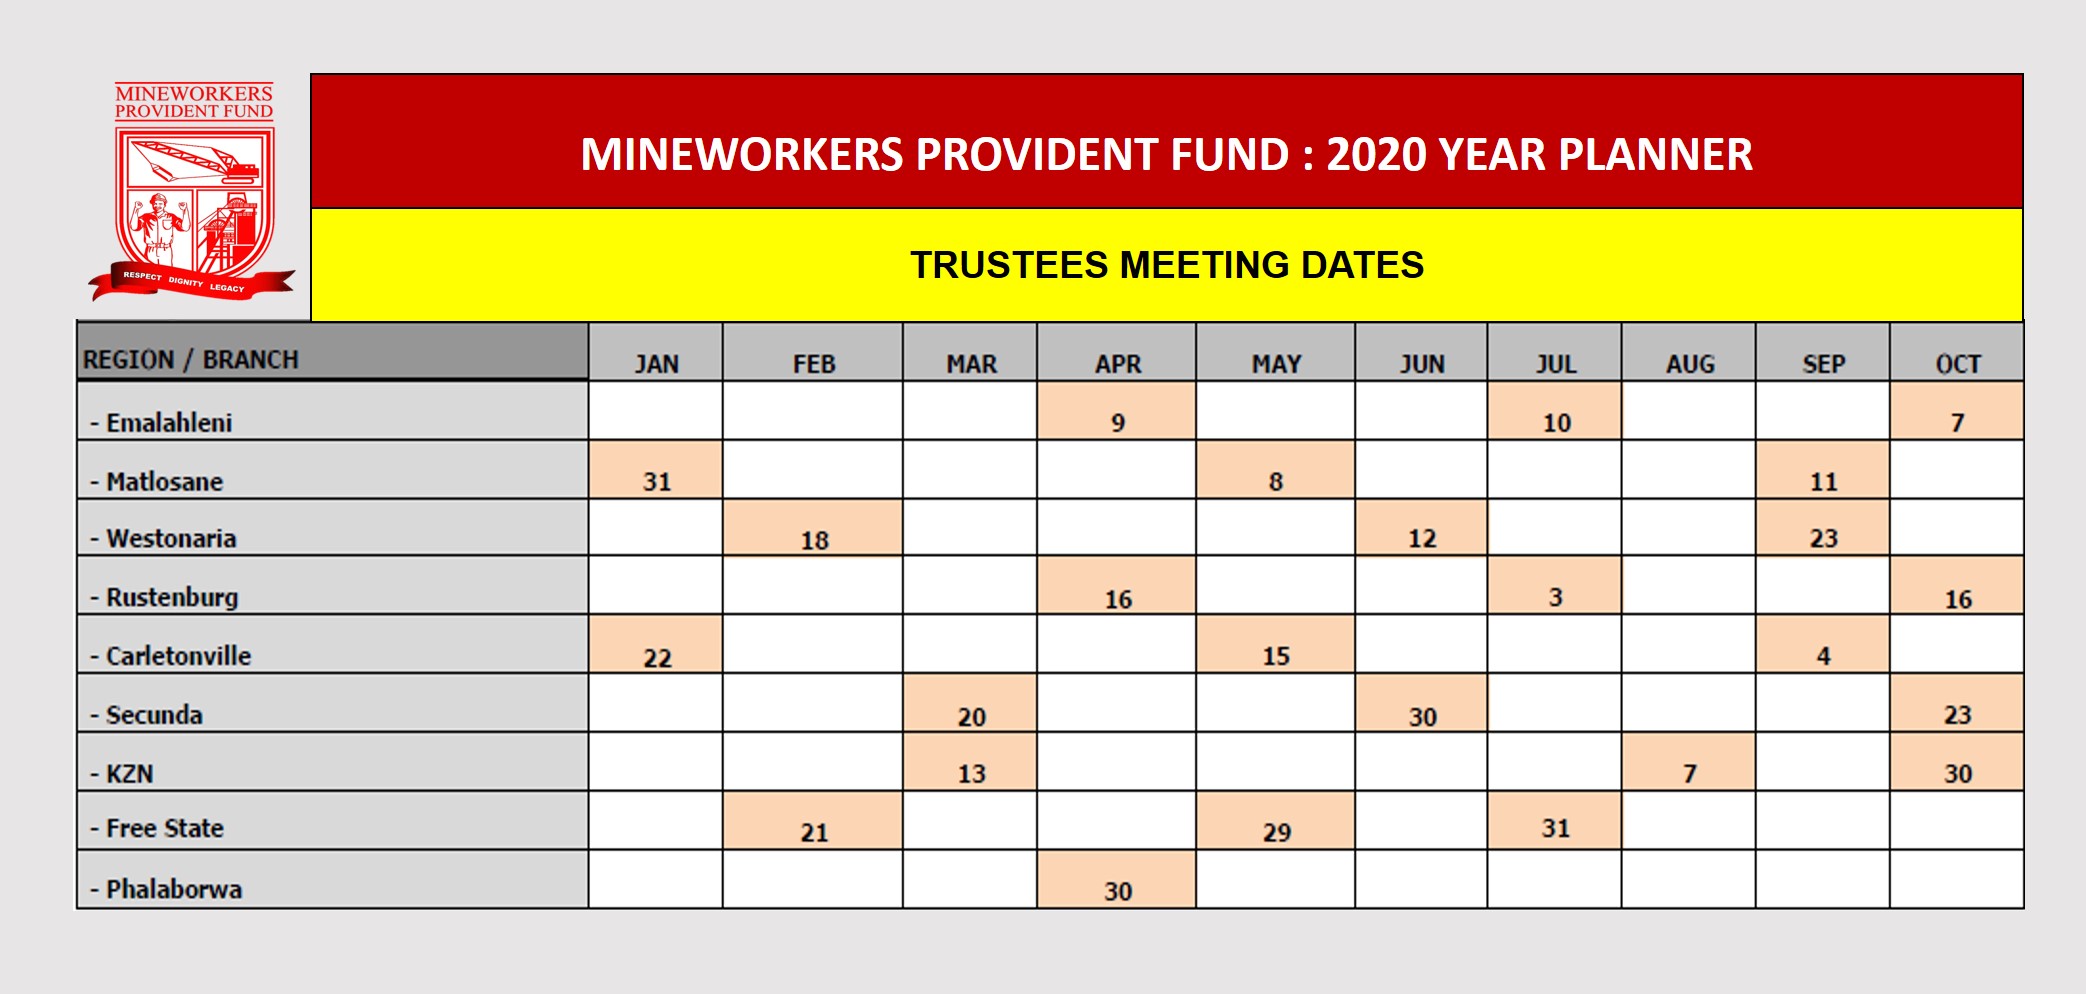 MINEWORKERS
PROVIDENT FUND
RESPECT DIGNITY LEGACY
MINEWORKERS PROVIDENT FUND : 2020 YEAR PLANNER
TRUSTEES MEETING DATES
REGION / BRANCH JAN FEB MAR APR MAY JUN JUL AUG SEP OCT
- Emalahleni 9 10 7
- Matlosane 31 8 11
- Westonaria 18 12 23
- Rustenburg 16 3 16
- Carletonville 22 15 4
- Secunda 20 30 23
- KZN 13 7 30
- Free State 21 29 31
- Phalaborwa 30